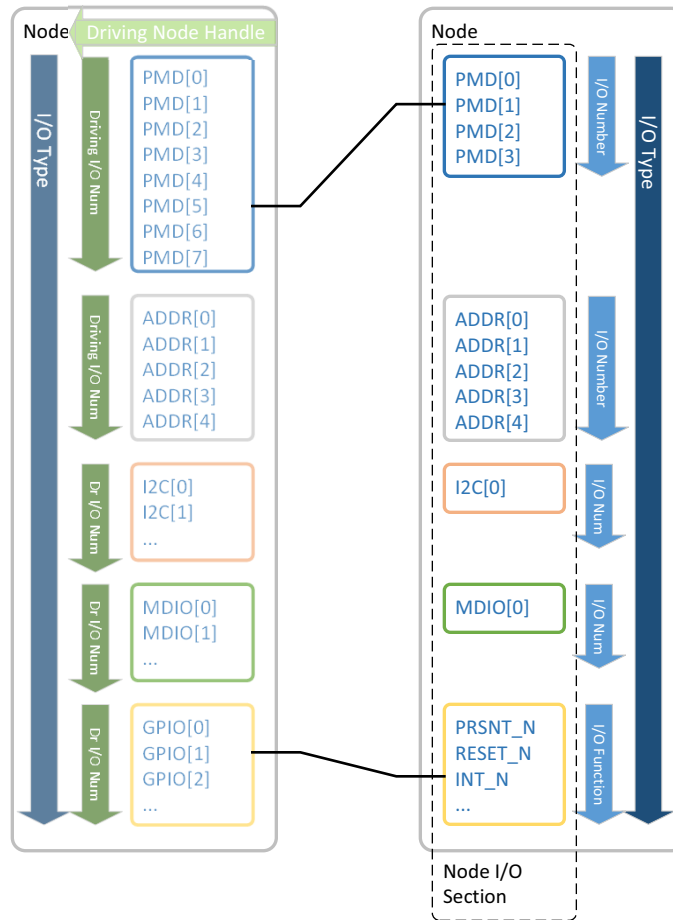 Node
Driving Node Handle
I/O Type
Driving I/O Num
PMD[0]
PMD[1]
PMD[2]
PMD[3]
PMD[4]
PMD[5]
PMD[6]
PMD[7]
Driving I/O Num
ADDR[0]
ADDR[1]
ADDR[2]
ADDR[3]
ADDR[4]
Dr I/O Num
I2C[0]
I2C[1]
...
Dr I/O Num
MDIO[0]
MDIO[1]
...
Dr I/O Num
GPIO[0]
GPIO[1]
GPIO[2]
...
Node
PMD[0]
PMD[1]
PMD[2]
PMD[3]
I/O Number
I/O Type
ADDR[0]
ADDR[1]
ADDR[2]
ADDR[3]
ADDR[4]
I/O Number
I2C[0]
I/O Num
MDIO[0]
I/O Num
PRSNT_N
RESET_N
INT_N
...
I/O Function
Node I/O
Section